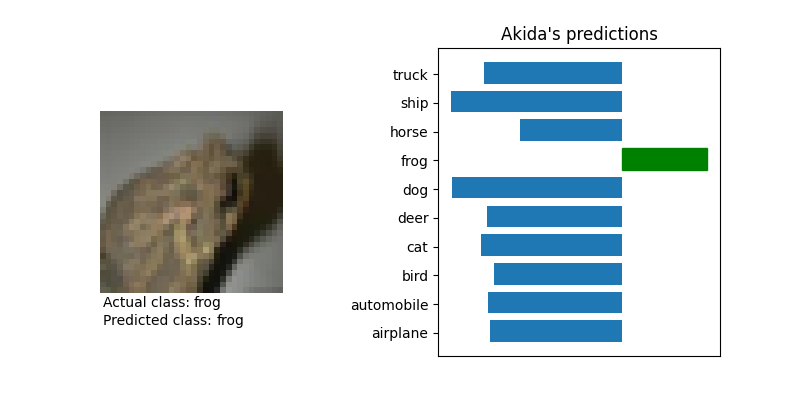 Akida's predictions
truck
ship
horse
frog
dog
deer
cat
bird
automobile
airplane
Actual class: frog
Predicted class: frog